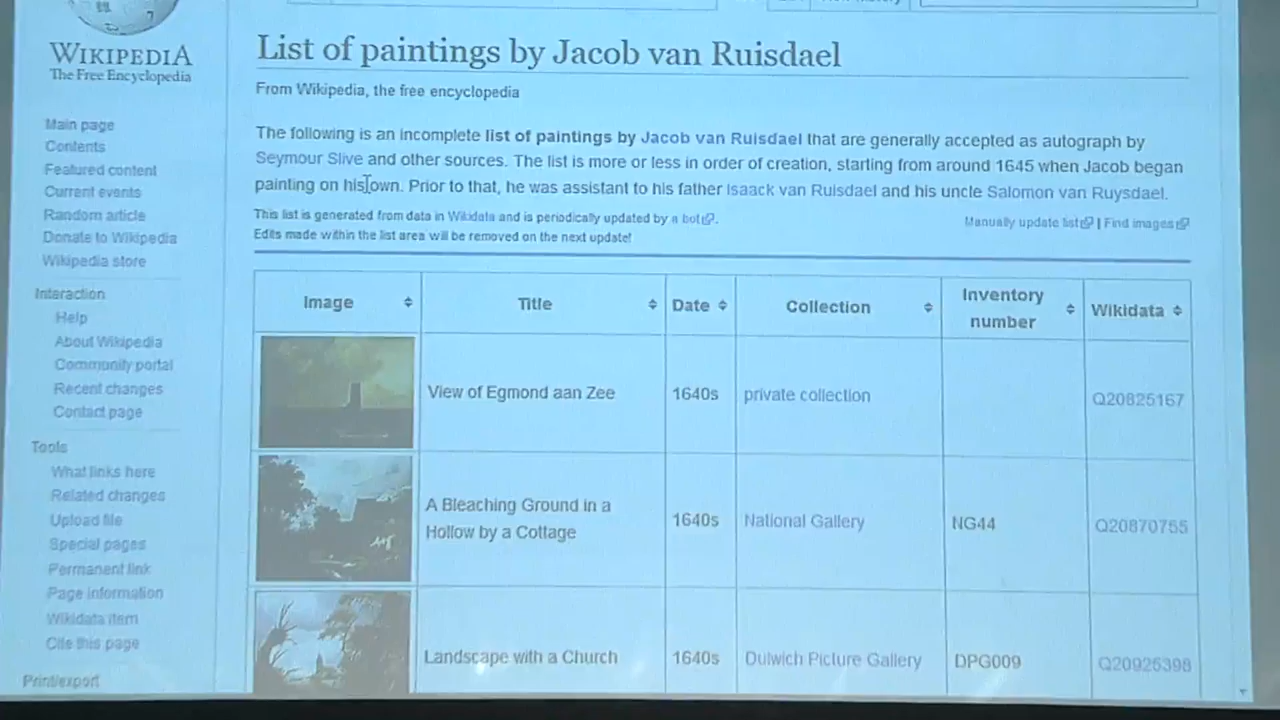 WIKIPEDIA
The Free Encyclopedia
Main page
Contents
Featured content
Current events
Random article
Donate to Wikipedia
Wikipedia store
Interaction
Help
About Wikipedia
Community portal
Recent changes
Contact page
Tools
What links here
Related changes
Upload file
Special pages
Permanent link
Page information
Wikidata item
Cite this page
Print/export
List of paintings by Jacob van Ruisdael
From Wikipedia, the free encyclopedia
The following is an incomplete list of paintings by Jacob van Ruisdael that are generally accepted as autograph by
Seymour Slive and other sources. The list is more or less in order of creation, starting from around 1645 when Jacob began
painting on his own. Prior to that, he was assistant to his father Isaack van Ruisdael and his uncle Salomon van Ruysdael.
This list is generated from data in Wikidata and is periodically updated by a bot.
Manually update list | Find images
Edits made within the list area will be removed on the next update!
Image Title Date Collection Inventory number Wikidata
View of Egmond aan Zee 1640s private collection Q20825167
A Bleaching Ground in a
Hollow by a Cottage 1640s National Gallery NG44 Q20870755
Landscape with a Church 1640s Dulwich Picture Gallery DPG009 Q20926398